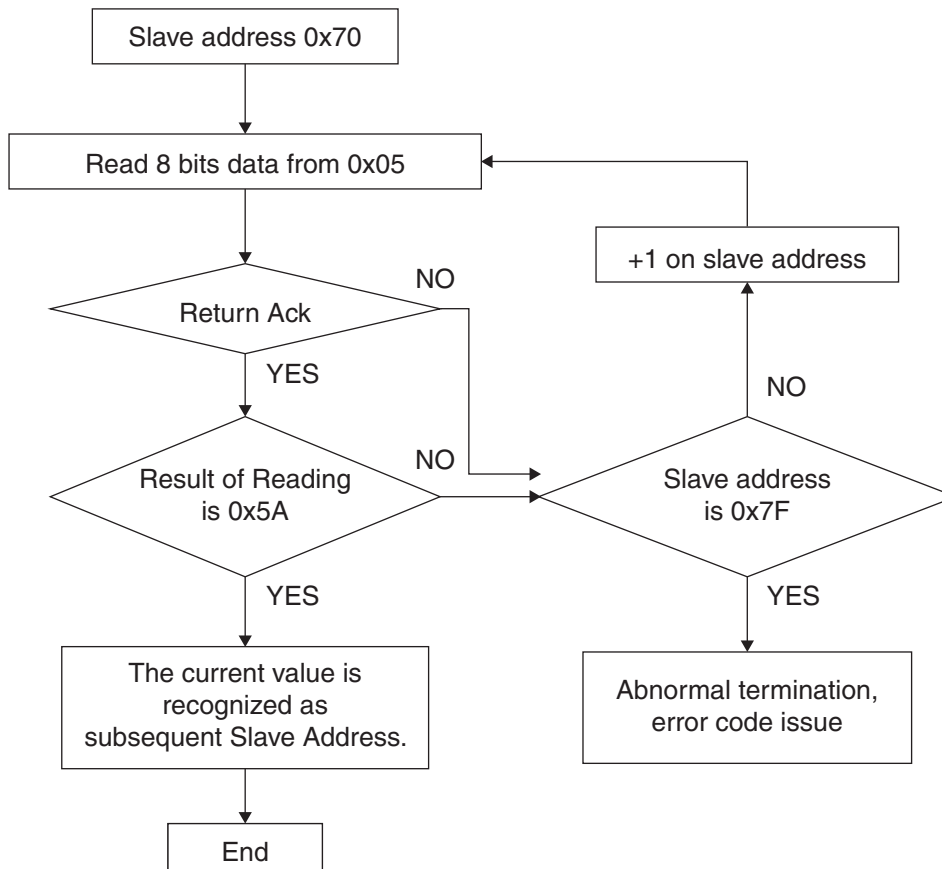 Slave address 0x70
Read 8 bits data from 0x05
+1 on slave address
NO
Return Ack
YES
NO
Result of Reading
is 0x5A
NO
Slave address
is 0x7F
YES
YES
The current value is
recognized as
subsequent Slave Address.
Abnormal termination,
error code issue
End